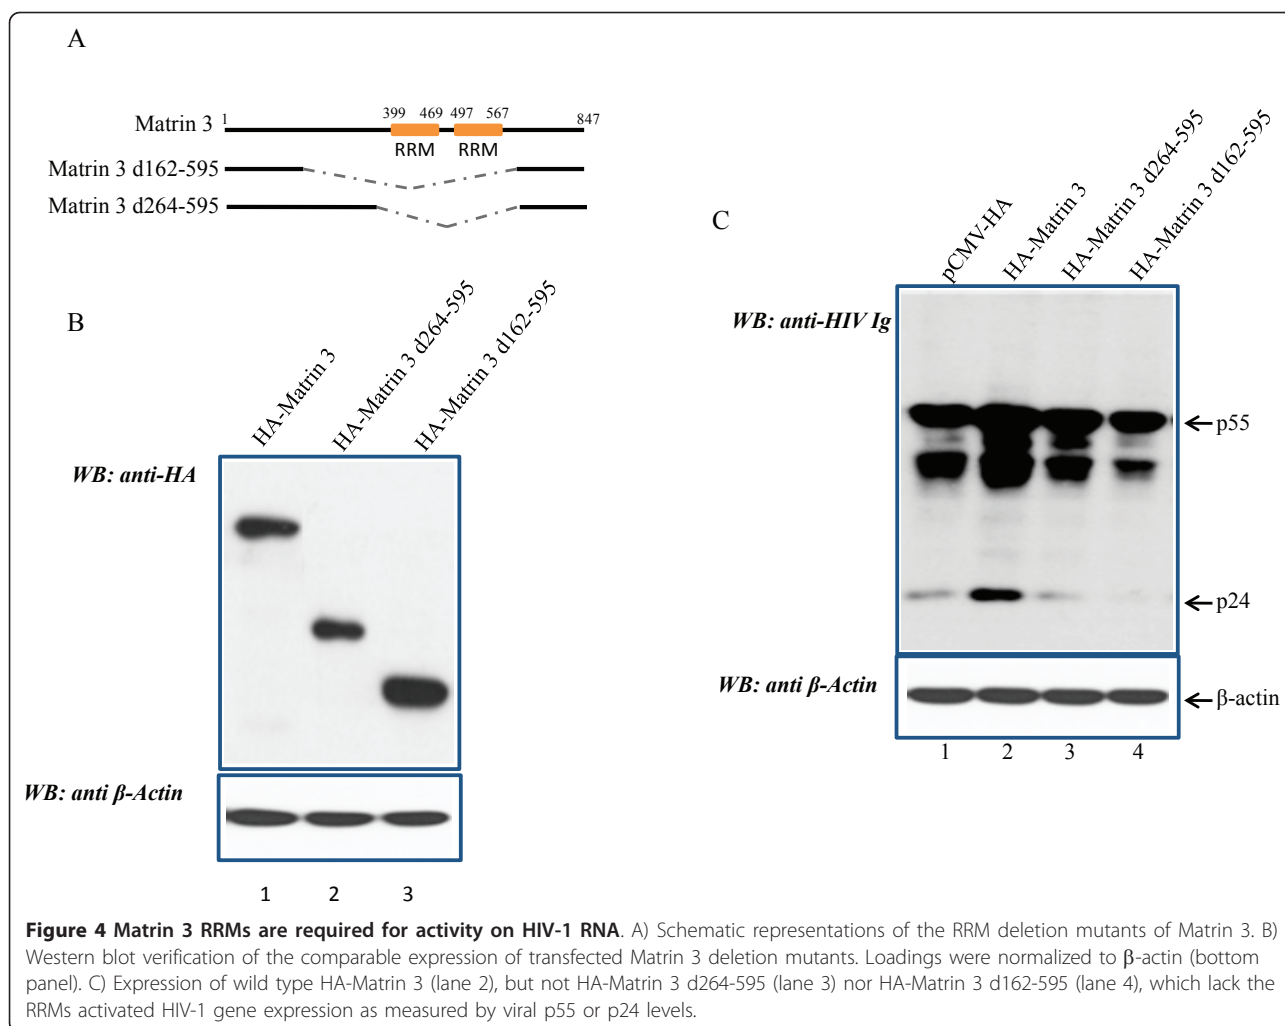 A
Matrin 3
1
399 469 497 567
847
RRM RRM
Matrin 3 d162-595
Matrin 3 d264-595
B
HA-Matrin 3
HA-Matrin 3 d264-595
HA-Matrin 3 d162-595
WB: anti-HA
WB: anti β-Actin
1 2 3
C
pCMV-HA
HA-Matrin 3
HA-Matrin 3 d264-595
HA-Matrin 3 d162-595
WB: anti-HIV Ig
p55
p24
WB: anti β-Actin
β-actin
1 2 3 4
Figure 4 Matrin 3 RRMs are required for activity on HIV-1 RNA. A) Schematic representations of the RRM deletion mutants of Matrin 3. B)
Western blot verification of the comparable expression of transfected Matrin 3 deletion mutants. Loadings were normalized to β-actin (bottom
panel). C) Expression of wild type HA-Matrin 3 (lane 2), but not HA-Matrin 3 d264-595 (lane 3) nor HA-Matrin 3 d162-595 (lane 4), which lack the
RRMs activated HIV-1 gene expression as measured by viral p55 or p24 levels.